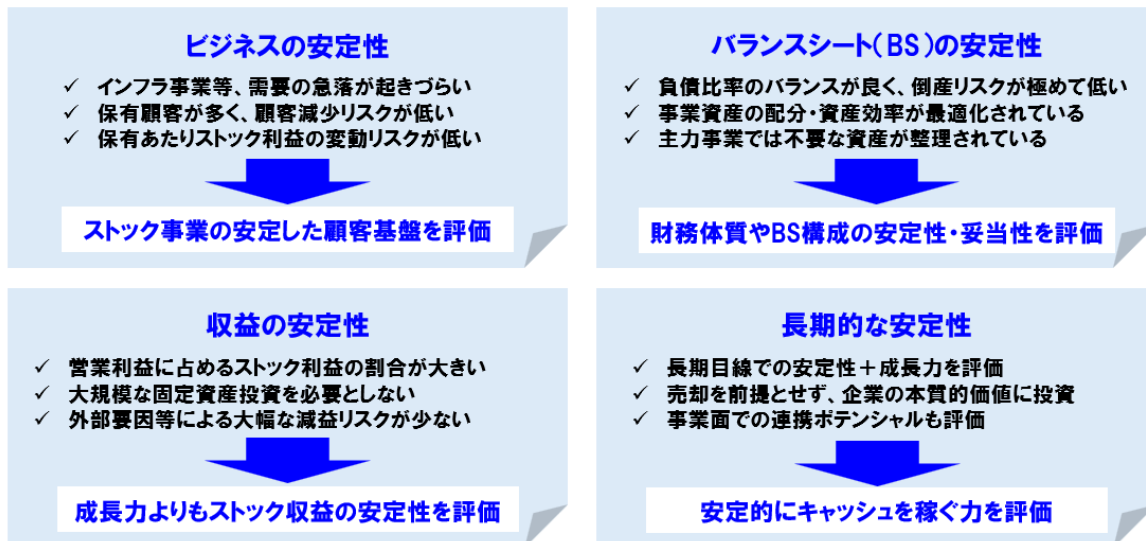 ビジネスの安定性
✓ インフラ事業等、需要の急落が起きづらい
✓ 保有顧客が多く、顧客減少リスクが低い
✓ 保有あたりストック利益の変動リスクが低い
ストック事業の安定した顧客基盤を評価
バランスシート(BS)の安定性
✓ 負債比率のバランスが良く、倒産リスクが極めて低い
✓ 事業資産の配分・資産効率が最適化されている
✓ 主力事業では不要な資産が整理されている
財務体質やBS構成の安定性・妥当性を評価
収益の安定性
✓ 営業利益に占めるストック利益の割合が大きい
✓ 大規模な固定資産投資を必要としない
✓ 外部要因等による大幅な減益リスクが少ない
成長力よりもストック収益の安定性を評価
長期的な安定性
✓ 長期目線での安定性+成長力を評価
✓ 売却を前提とせず、企業の本質的価値に投資
✓ 事業面での連携ポテンシャルも評価
安定的にキャッシュを稼ぐ力を評価